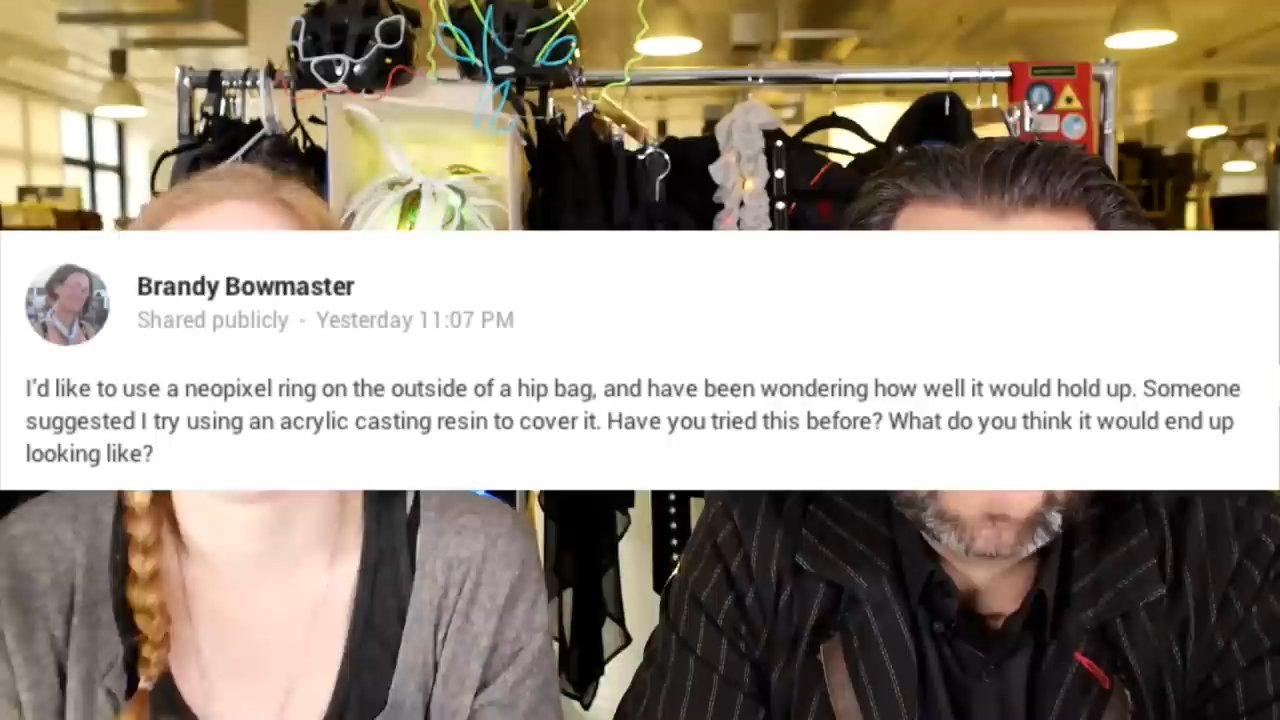 Brandy Bowmaster
Shared publicly - Yesterday 11:07 PM
I'd like to use a neopixel ring on the outside of a hip bag, and have been wondering how well it would hold up. Someone
suggested I try using an acrylic casting resin to cover it. Have you tried this before? What do you think it would end up
looking like?